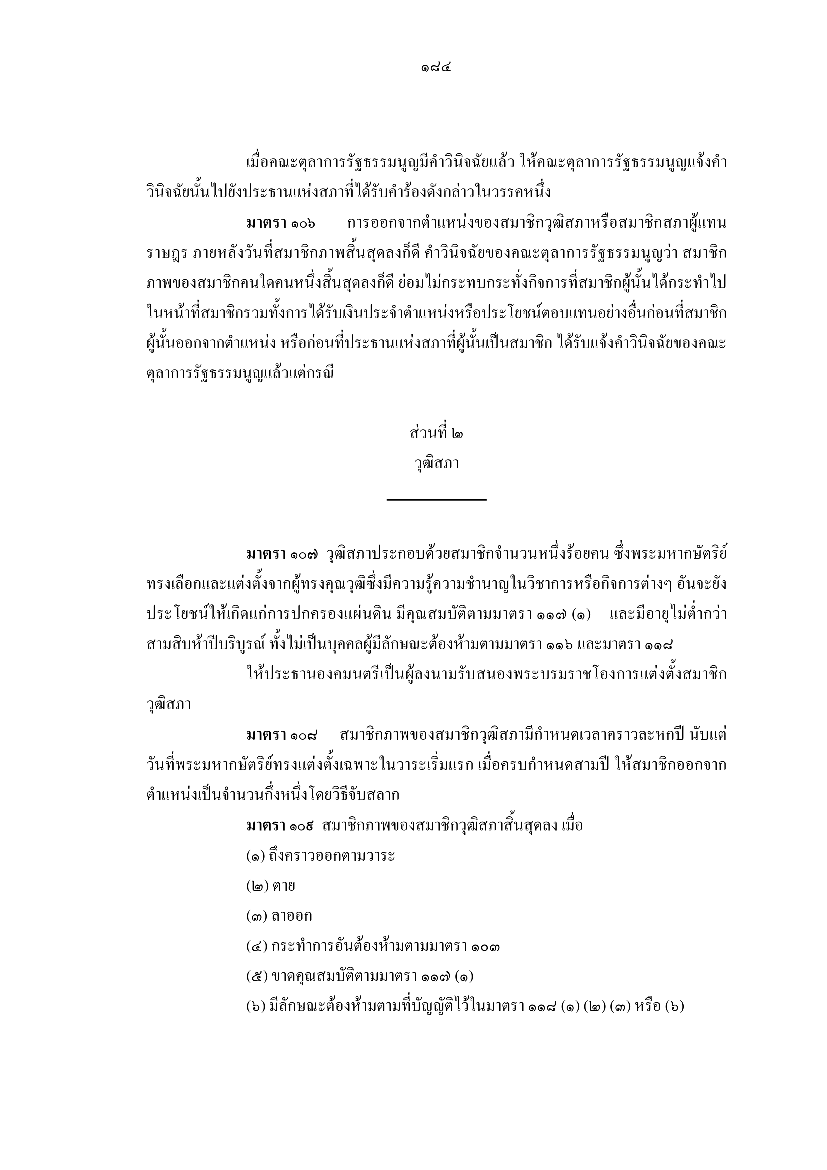 ๑๘๔
เมื่อคณะตุลาการรัฐธรรมนูญมีคำวินิจฉัยแล้ว ให้คณะตุลาการรัฐธรรมนูญแจ้งคำ
วินิจฉัยนั้นไปยังประธานแห่งสภาที่ได้รับคำร้องดังกล่าวในวรรคหนึ่ง
มาตรา ๑๐๖ การออกจากตำแหน่งของสมาชิกวุฒิสภาหรือสมาชิกสภาผู้แทน
ราษฎร ภายหลังวันที่สมาชิกภาพสิ้นสุดลงก็ดี คำวินิจฉัยของคณะตุลาการรัฐธรรมนูญว่า สมาชิก
ภาพของสมาชิกคนใดคนหนึ่งสิ้นสุดลงก็ดี ย่อมไม่กระทบกระทั่งกิจการที่สมาชิกผู้นั้นได้กระทำไป
ในหน้าที่สมาชิกรวมทั้งการได้รับเงินประจำตำแหน่งหรือประโยชน์ตอบแทนอย่างอื่นก่อนที่สมาชิก
ผู้นั้นออกจากตำแหน่ง หรือก่อนที่ประธานแห่งสภาที่ผู้นั้นเป็นสมาชิก ได้รับแจ้งคำวินิจฉัยของคณะ
ตุลาการรัฐธรรมนูญแล้วแต่กรณี
ส่วนที่ ๒
วุฒิสภา
มาตรา ๑๐๗ วุฒิสภาประกอบด้วยสมาชิกจำนวนหนึ่งร้อยคน ซึ่งพระมหากษัตริย์
ทรงเลือกและแต่งตั้งจากผู้ทรงคุณวุฒิซึ่งมีความรู้ความชำนาญในวิชาการหรือกิจการต่างๆ อันจะยัง
ประโยชน์ให้เกิดแก่การปกครองแผ่นดิน มีคุณสมบัติตามมาตรา ๑๑๗ (๑) และมีอายุไม่ต่ำกว่า
สามสิบห้าปีบริบูรณ์ ทั้งไม่เป็นบุคคลผู้มีลักษณะต้องห้ามตามมาตรา ๑๑๖ และมาตรา ๑๑๘
ให้ประธานองคมนตรีเป็นผู้ลงนามรับสนองพระบรมราชโองการแต่งตั้งสมาชิก
วุฒิสภา
มาตรา ๑๐๘ สมาชิกภาพของสมาชิกวุฒิสภามีกำหนดเวลาคราวละหกปี นับแต่
วันที่พระมหากษัตริย์ทรงแต่งตั้งเฉพาะในวาระเริ่มแรก เมื่อครบกำหนดสามปี ให้สมาชิกออกจาก
ตำแหน่งเป็นจำนวนกึ่งหนึ่งโดยวิธีจับสลาก
มาตรา ๑๐๙ สมาชิกภาพของสมาชิกวุฒิสภาสิ้นสุดลง เมื่อ
(๑) ถึงคราวออกตามวาระ
(๒) ตาย
(๓) ลาออก
(๔) กระทำการอันต้องห้ามตามมาตรา ๑๐๓
(๕) ขาดคุณสมบัติตามมาตรา ๑๑๗ (๑)
(๖) มีลักษณะต้องห้ามตามที่บัญญัติไว้ในมาตรา ๑๑๘ (๑) (๒) (๓) หรือ (๖)